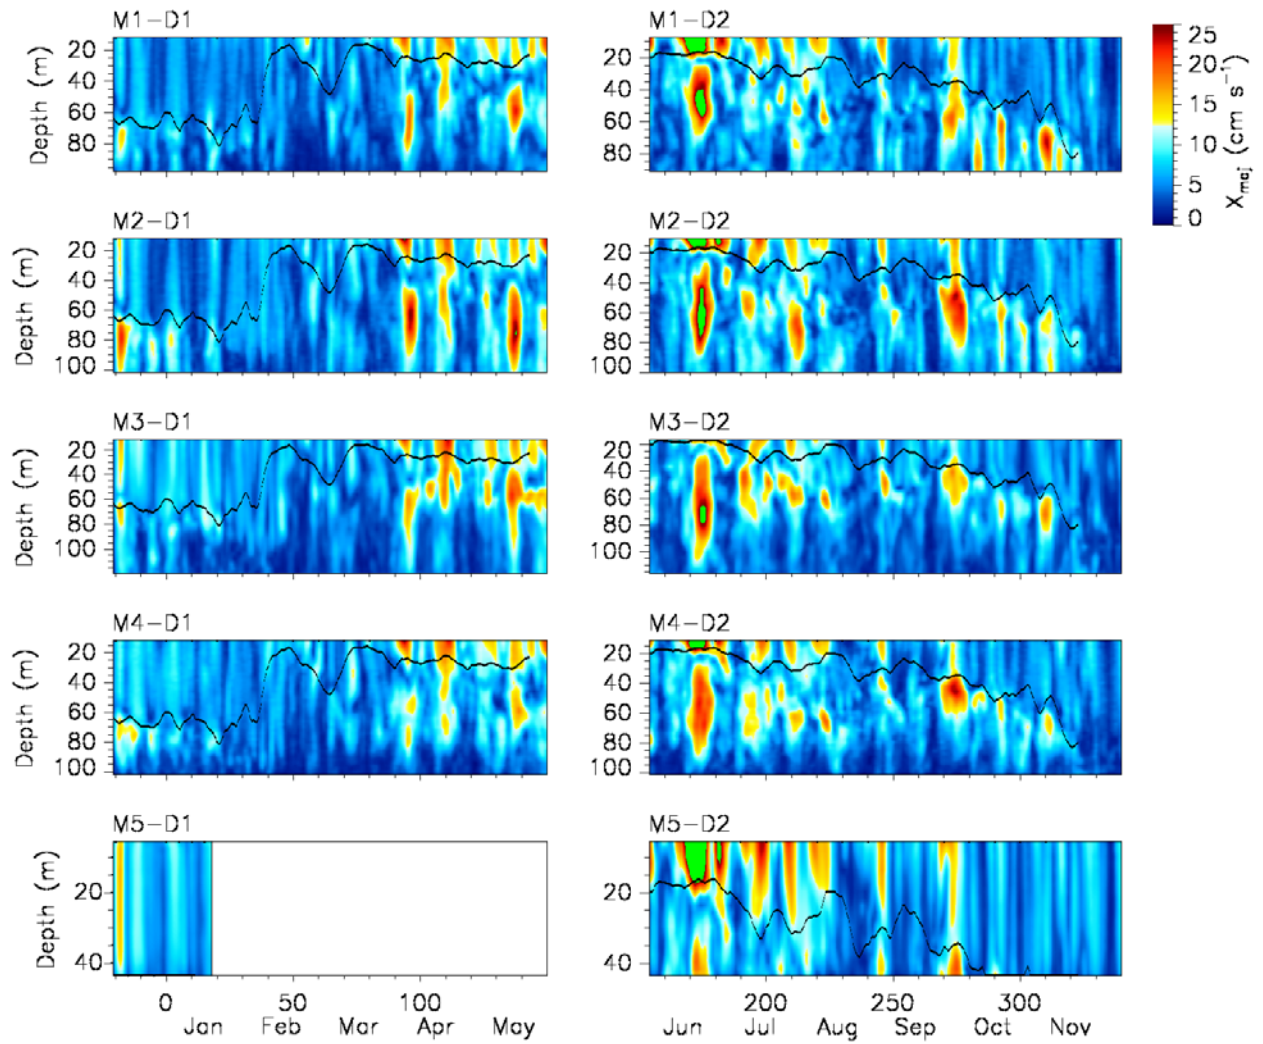 M1-D1
M1-D2
20
40
60
80
Depth (m)
20
40
60
80
25
20
15
10
5
0
X_maj (cm s^-1)
M2-D1
M2-D2
20
40
60
80
100
Depth (m)
20
40
60
80
100
M3-D1
M3-D2
20
40
60
80
100
Depth (m)
20
40
60
80
100
M4-D1
M4-D2
20
40
60
80
100
Depth (m)
20
40
60
80
100
M5-D1
M5-D2
20
40
Depth (m)
20
40
0 50 100 200 250 300
Jan Feb Mar Apr May Jun Jul Aug Sep Oct Nov